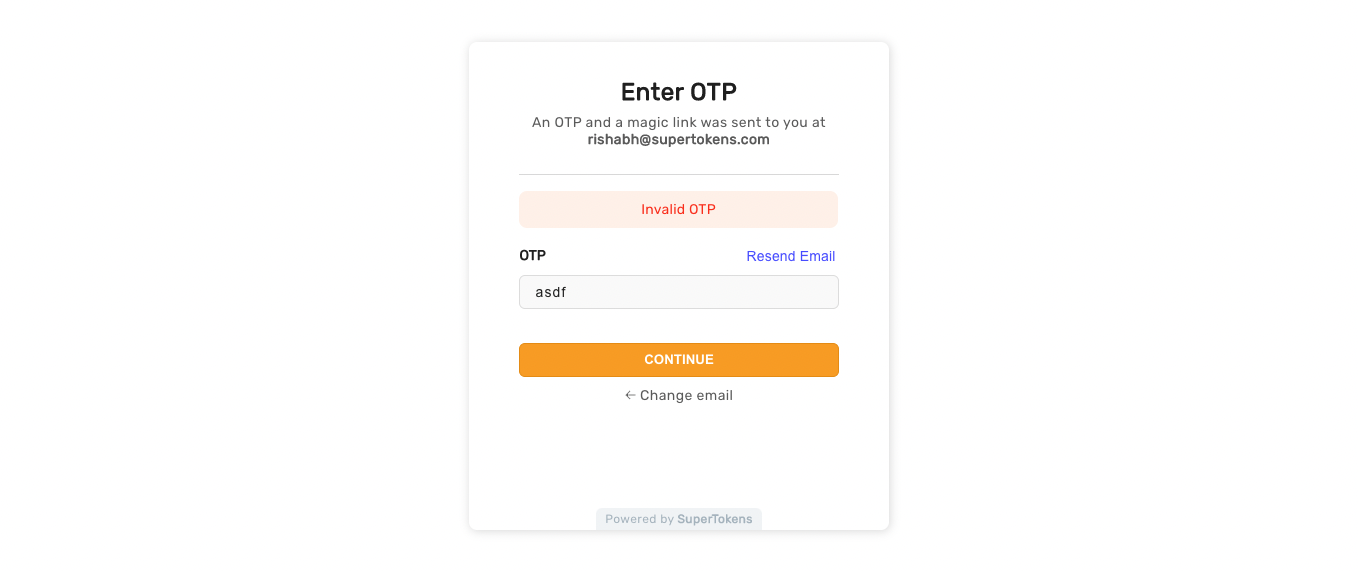 Enter OTP
An OTP and a magic link was sent to you at
rishabh@supertokens.com
Invalid OTP
OTP
Resend Email
asdf
CONTINUE
← Change email
Powered by SuperTokens